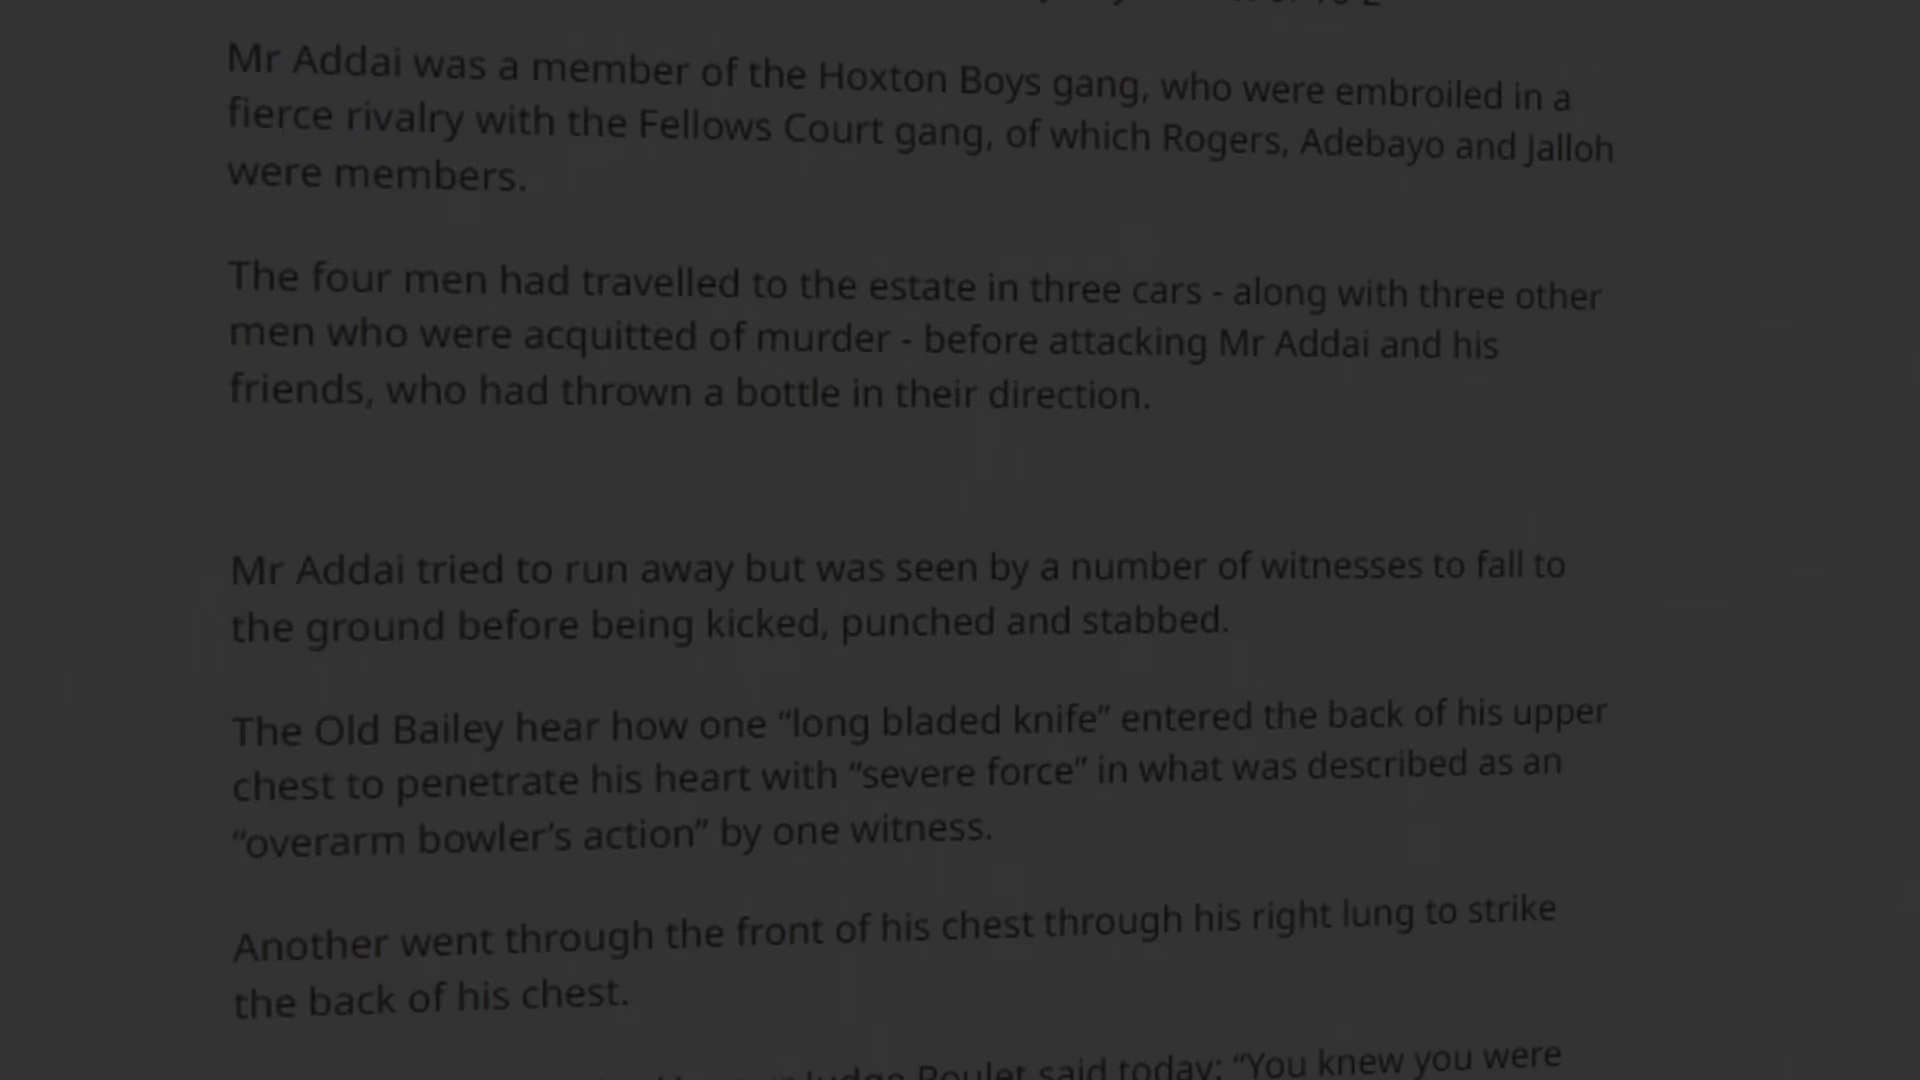 Mr Addai was a member of the Hoxton Boys gang, who were embroiled in a
fierce rivalry with the Fellows Court gang, of which Rogers, Adebayo and Jalloh
were members.
The four men had travelled to the estate in three cars - along with three other
men who were acquitted of murder - before attacking Mr Addai and his
friends, who had thrown a bottle in their direction.
Mr Addai tried to run away but was seen by a number of witnesses to fall to
the ground before being kicked, punched and stabbed.
The Old Bailey hear how one “long bladed knife” entered the back of his upper
chest to penetrate his heart with “severe force” in what was described as an
“overarm bowler’s action” by one witness.
Another went through the front of his chest through his right lung to strike
the back of his chest.
Judge Poulet said today: “You knew you were